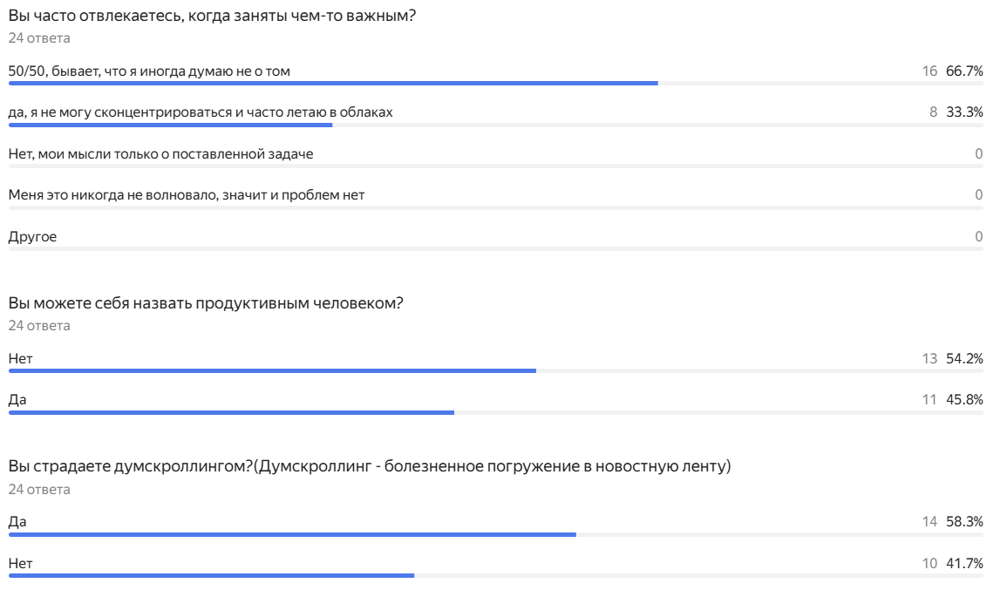 Вы часто отвлекаетесь, когда заняты чем-то важным?
24 ответа
50/50, бывает, что я иногда думаю не о том 16 66.7%
да, я не могу сконцентрироваться и часто летаю в облаках 8 33.3%
Нет, мои мысли только о поставленной задаче 0
Меня это никогда не волновало, значит и проблем нет 0
Другое 0
Вы можете себя назвать продуктивным человеком?
24 ответа
Нет 13 54.2%
Да 11 45.8%
Вы страдаете думскроллингом?(Думскроллинг - болезненное погружение в новостную ленту)
24 ответа
Да 14 58.3%
Нет 10 41.7%